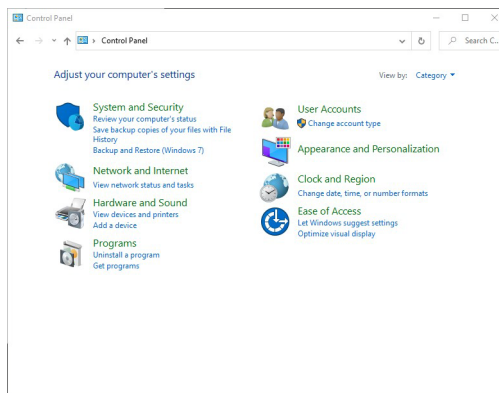 Control Panel
Control Panel
Search C...
Adjust your computer's settings
View by: Category
System and Security
Review your computer's status
Save backup copies of your files with File
History
Backup and Restore (Windows 7)
Network and Internet
View network status and tasks
Hardware and Sound
View devices and printers
Add a device
Programs
Uninstall a program
Get programs
User Accounts
Change account type
Appearance and Personalization
Clock and Region
Change date, time, or number formats
Ease of Access
Let Windows suggest settings
Optimize visual display